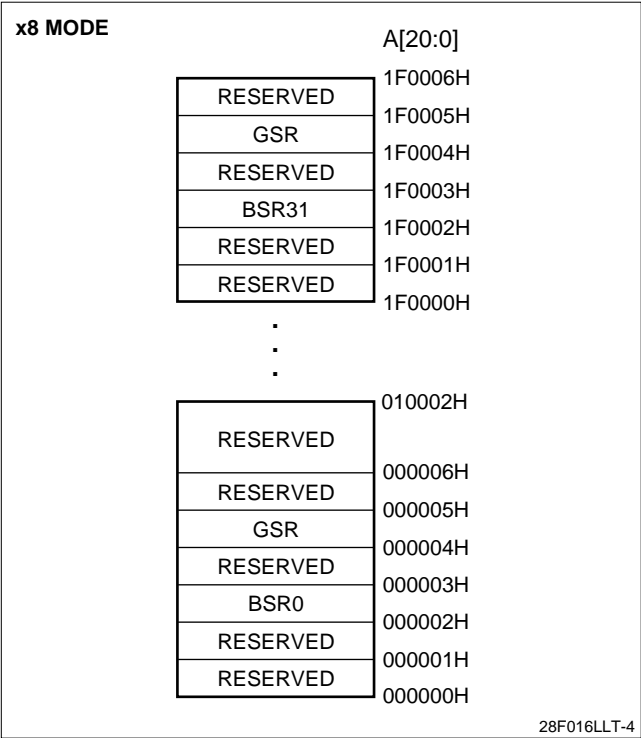 x8 MODE
A[20:0]
1F0006H
RESERVED
1F0005H
GSR
1F0004H
RESERVED
1F0003H
BSR31
1F0002H
RESERVED
1F0001H
RESERVED
1F0000H
.
.
.
010002H
RESERVED
000006H
RESERVED
000005H
GSR
000004H
RESERVED
000003H
BSR0
000002H
RESERVED
000001H
RESERVED
000000H
28F016LLT-4